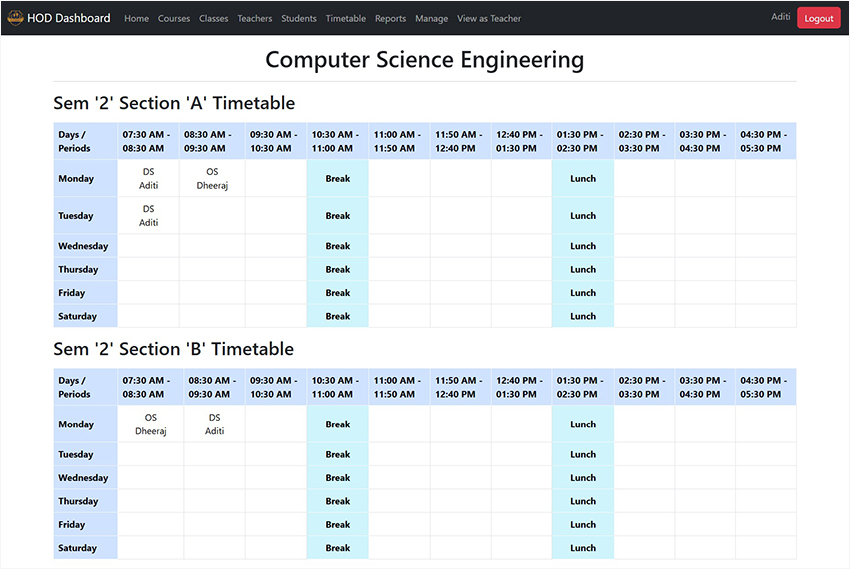 HOD Dashboard Home Courses Classes Teachers Students Timetable Reports Manage View as Teacher Aditi Logout
Computer Science Engineering
Sem '2' Section 'A' Timetable
Days / 07:30 AM - 08:30 AM - 09:30 AM - 10:30 AM - 11:00 AM - 11:50 AM - 12:40 PM - 01:30 PM - 02:30 PM - 03:30 PM - 04:30 PM -
Periods 08:30 AM 09:30 AM 10:30 AM 11:00 AM 11:50 AM 12:40 PM 01:30 PM 02:30 PM 03:30 PM 04:30 PM 05:30 PM
DS OS
Monday Break Lunch
Aditi Dheeraj
DS
Tuesday Break Lunch
Aditi
Wednesday Break Lunch
Thursday Break Lunch
Friday Break Lunch
Saturday Break Lunch
Sem '2' Section 'B' Timetable
Days / 07:30 AM - 08:30 AM - 09:30 AM - 10:30 AM - 11:00 AM - 11:50 AM - 12:40 PM - 01:30 PM - 02:30 PM - 03:30 PM - 04:30 PM -
Periods 08:30 AM 09:30 AM 10:30 AM 11:00 AM 11:50 AM 12:40 PM 01:30 PM 02:30 PM 03:30 PM 04:30 PM 05:30 PM
OS DS
Monday Break Lunch
Dheeraj Aditi
Tuesday Break Lunch
Wednesday Break Lunch
Thursday Break Lunch
Friday Break Lunch
Saturday Break Lunch